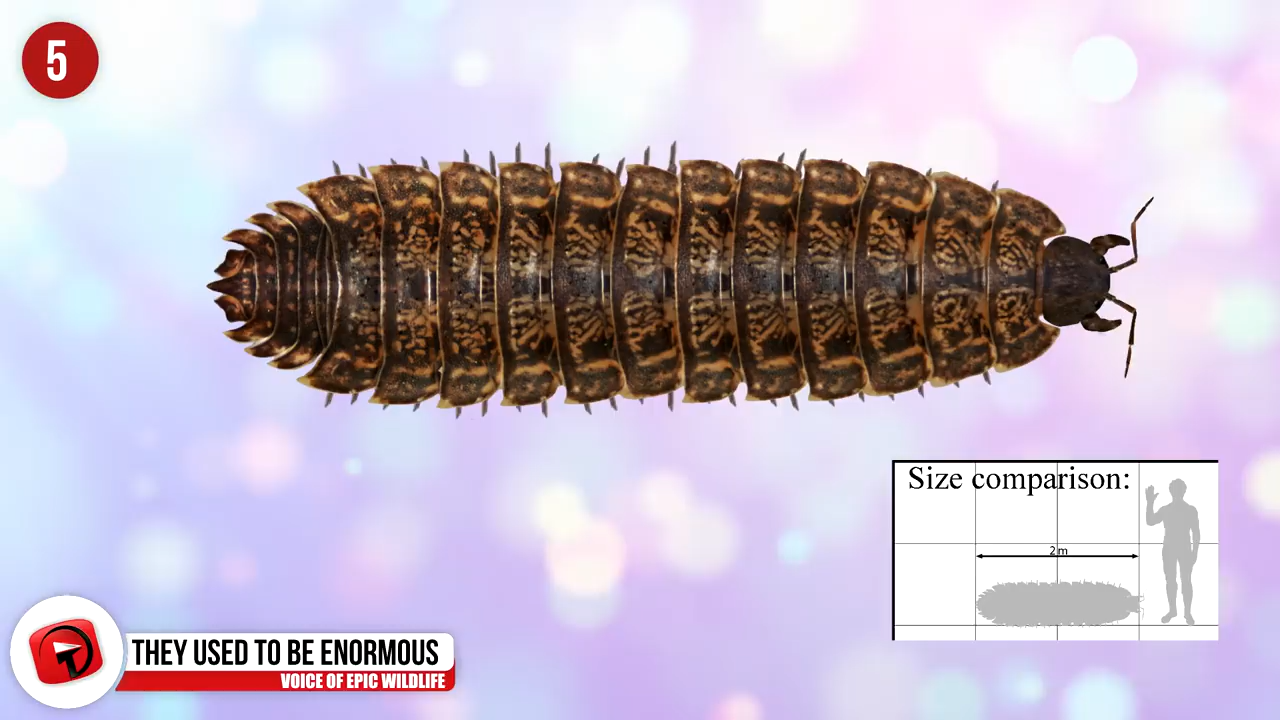 5
Size comparison:
2 m
THEY USED TO BE ENORMOUS
VOICE OF EPIC WILDLIFE